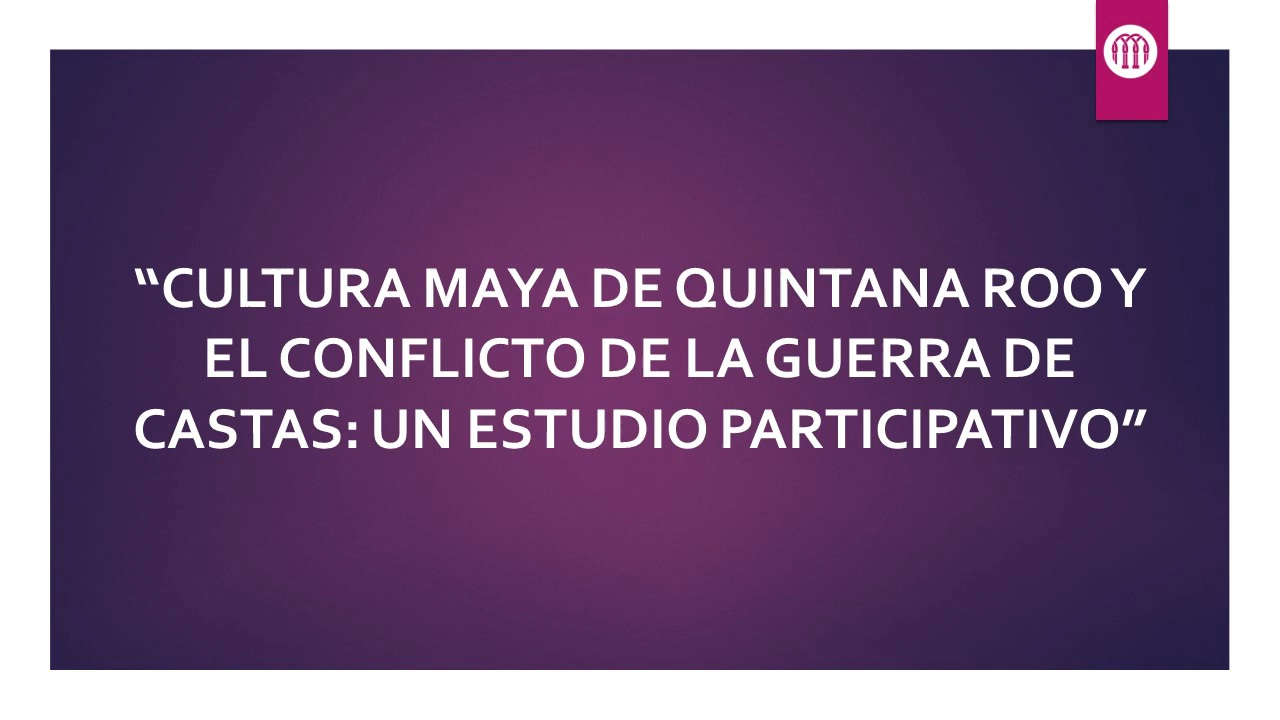 “CULTURA MAYA DE QUINTANA ROO Y
EL CONFLICTO DE LA GUERRA DE
CASTAS: UN ESTUDIO PARTICIPATIVO”